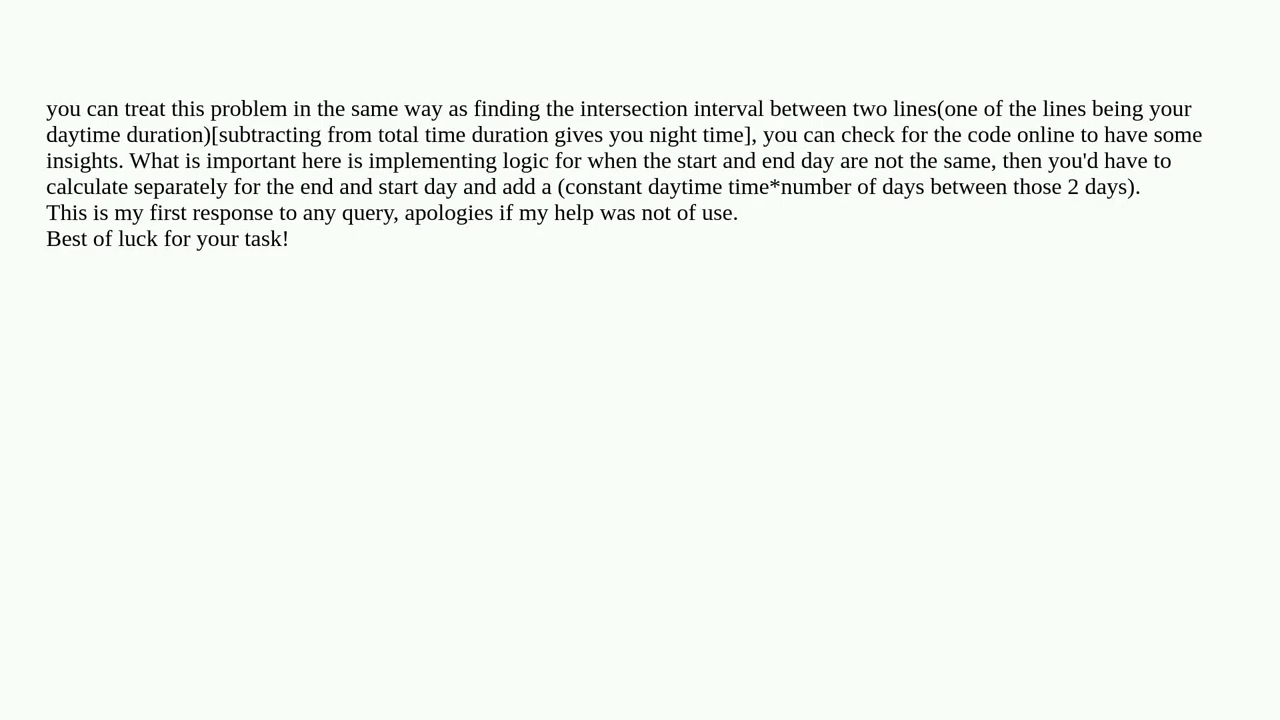 you can treat this problem in the same way as finding the intersection interval between two lines(one of the lines being your
daytime duration)[subtracting from total time duration gives you night time], you can check for the code online to have some
insights. What is important here is implementing logic for when the start and end day are not the same, then you'd have to
calculate separately for the end and start day and add a (constant daytime time*number of days between those 2 days).
This is my first response to any query, apologies if my help was not of use.
Best of luck for your task!